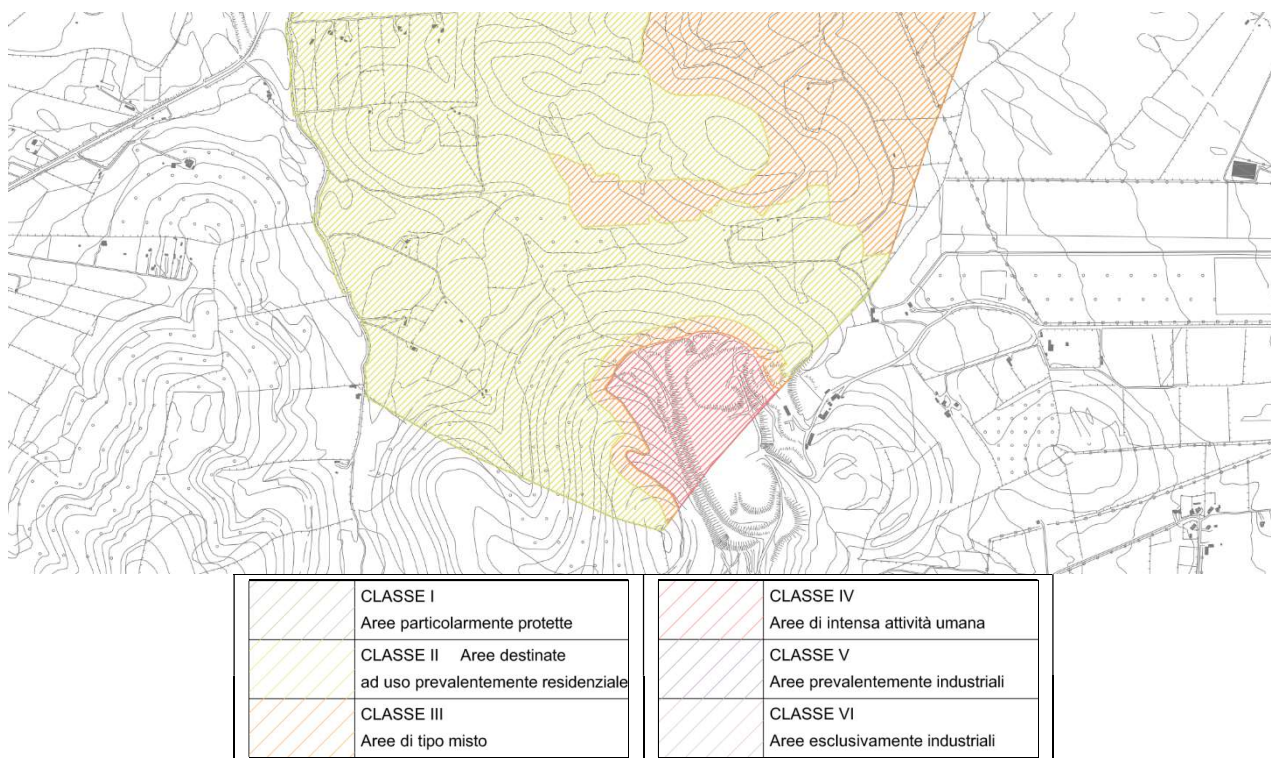 CLASSE I
Aree particolarmente protette
CLASSE II Aree destinate
ad uso prevalentemente residenziale
CLASSE III
Aree di tipo misto
CLASSE IV
Aree di intensa attività umana
CLASSE V
Aree prevalentemente industriali
CLASSE VI
Aree esclusivamente industriali